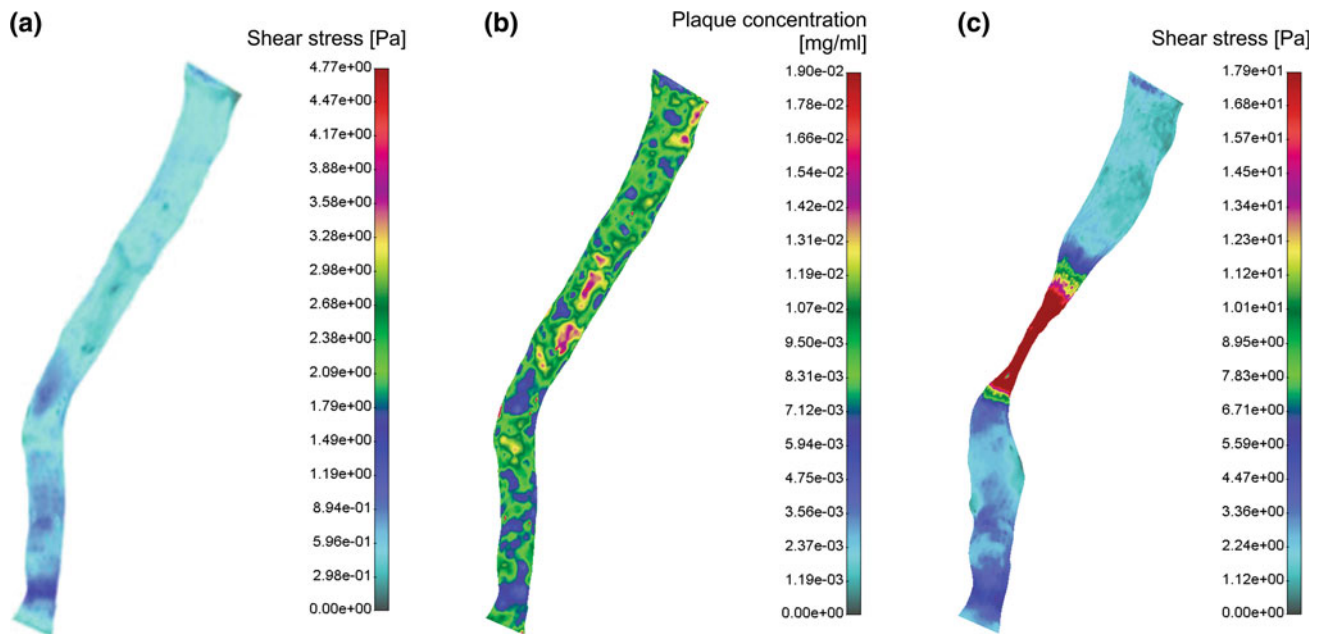 (a)
Shear stress [Pa]
4.77e+00
4.47e+00
4.17e+00
3.88e+00
3.58e+00
3.28e+00
2.98e+00
2.68e+00
2.38e+00
2.09e+00
1.79e+00
1.49e+00
1.19e+00
8.94e-01
5.96e-01
2.98e-01
0.00e+00
(b)
Plaque concentration
[mg/ml]
1.90e-02
1.78e-02
1.66e-02
1.54e-02
1.42e-02
1.31e-02
1.19e-02
1.07e-02
9.50e-03
8.31e-03
7.12e-03
5.94e-03
4.75e-03
3.56e-03
2.37e-03
1.19e-03
0.00e+00
(c)
Shear stress [Pa]
1.79e+01
1.68e+01
1.57e+01
1.45e+01
1.34e+01
1.23e+01
1.12e+01
1.01e+01
8.95e+00
7.83e+00
6.71e+00
5.59e+00
4.47e+00
3.36e+00
2.24e+00
1.12e+00
0.00e+00